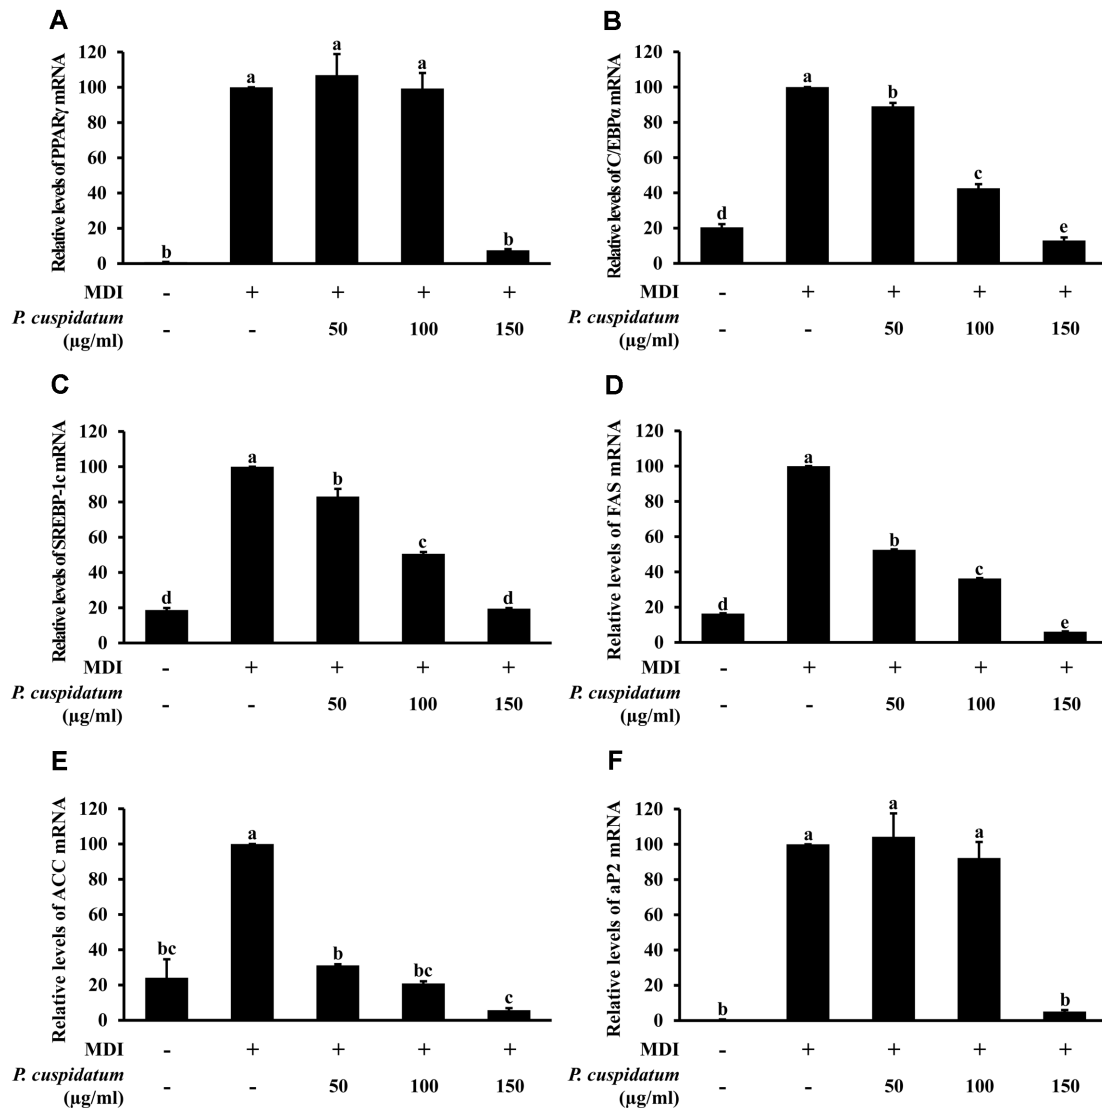 A
Relative levels of PPARγ mRNA
120
100
80
60
40
20
0
b
a
a
a
b
MDI - + + + +
P. cuspidatum
(μg/ml) - - 50 100 150
B
Relative levels of C/EBPα mRNA
120
100
80
60
40
20
0
d
a
b
c
e
MDI - + + + +
P. cuspidatum
(μg/ml) - - 50 100 150
C
Relative levels of SREBP-1c mRNA
120
100
80
60
40
20
0
d
a
b
c
d
MDI - + + + +
P. cuspidatum
(μg/ml) - - 50 100 150
D
Relative levels of FAS mRNA
120
100
80
60
40
20
0
d
a
b
c
e
MDI - + + + +
P. cuspidatum
(μg/ml) - - 50 100 150
E
Relative levels of ACC mRNA
120
100
80
60
40
20
0
bc
a
b
bc
c
MDI - + + + +
P. cuspidatum
(μg/ml) - - 50 100 150
F
Relative levels of aP2 mRNA
120
100
80
60
40
20
0
b
a
a
a
b
MDI - + + + +
P. cuspidatum
(μg/ml) - - 50 100 150